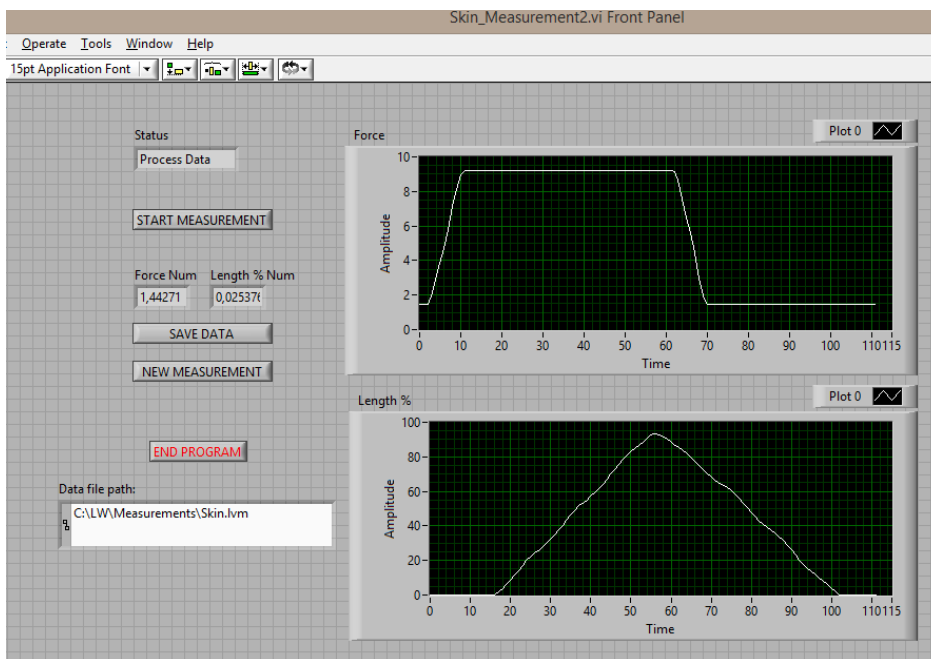 Skin_Measurement2.vi Front Panel
Operate Tools Window Help
15pt Application Font
Status
Process Data
START MEASUREMENT
Force Num Length % Num
1,44271 0,025376
SAVE DATA
NEW MEASUREMENT
END PROGRAM
Data file path:
C:\LW\Measurements\Skin.lvm
Force
Plot 0
Amplitude
10
8
6
4
2
0
0 10 20 30 40 50 60 70 80 90 100 110 115
Time
Length %
Plot 0
Amplitude
100
80
60
40
20
0
0 10 20 30 40 50 60 70 80 90 100 110 115
Time